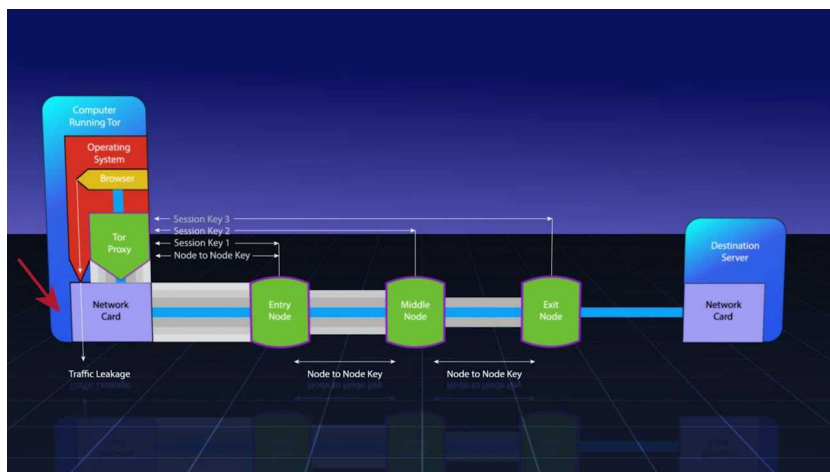 Computer
Running Tor
Operating
System
Browser
Tor
Proxy
Network
Card
Session Key 3
Session Key 2
Session Key 1
Node to Node Key
Entry
Node
Middle
Node
Exit
Node
Destination
Server
Network
Card
Traffic Leakage
Node to Node Key
Node to Node Key